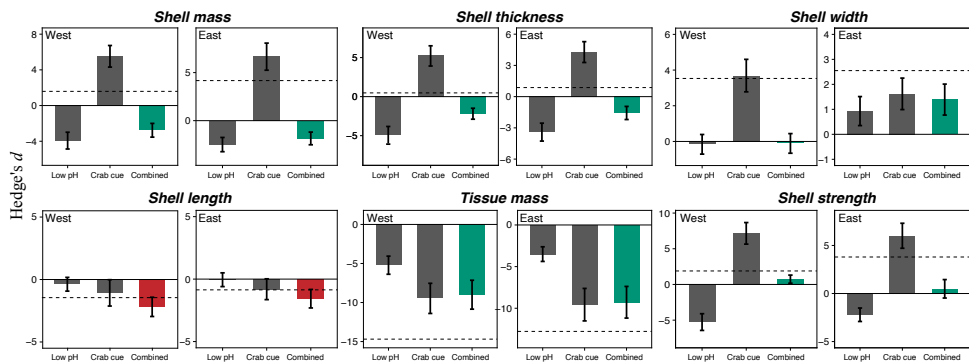 Shell mass
Shell thickness
Shell width
West
East
West
East
West
East
8
4
0
−4
5
0
5
0
−5
6
3
0
−3
−6
6
4
2
0
4
3
2
1
0
−1
Low pH Crab cue Combined
Low pH Crab cue Combined
Low pH Crab cue Combined
Low pH Crab cue Combined
Low pH Crab cue Combined
Low pH Crab cue Combined
Hedge's d
Shell length
Tissue mass
Shell strength
West
East
West
East
West
East
5
0
−5
5
0
−5
0
−5
−10
−15
0
−5
−10
10
5
0
−5
5
0
−5
Low pH Crab cue Combined
Low pH Crab cue Combined
Low pH Crab cue Combined
Low pH Crab cue Combined
Low pH Crab cue Combined
Low pH Crab cue Combined